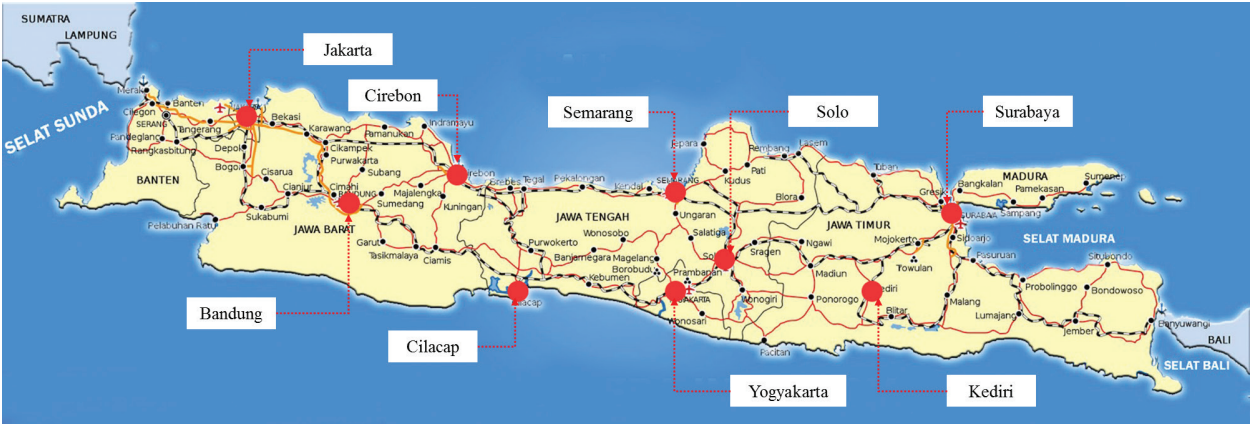 SUMATRA
LAMPUNG
Jakarta
Cirebon
Semarang
Solo
Surabaya
SELAT SUNDA
Merak
Banten
Cilegon
SERANG
Tangerang
Pandeglang
Rangkasbitung
Bekasi
Karawang
Pamanukan
Indramayu
Depok
Cikampek
Purwakarta
Bogor
Cisarua
Subang
BANTEN
Cianjur
Cimahi
BANDUNG
Majalengka
Sumedang
Kuningan
Sukabumi
Pelabuhan Ratu
JAWA BARAT
Garut
Tasikmalaya
Ciamis
Brebes
Tegal
Pekalongan
Kendal
SEMARANG
Jepara
Kudus
Pati
Rembang
Lasem
Blora
Tuban
Gresik
Ungaran
Salatiga
JAWA TENGAH
Wonosobo
Purwokerto
Banjarnegara
Magelang
Borobudur
Prambanan
Kebumen
Sragen
Ngawi
JAWA TIMUR
Madiun
Mojokerto
Towulan
Sidoarjo
Pasuruan
SURABAYA
Bangkalan
MADURA
Pamekasan
Sampang
Sumenep
SELAT MADURA
Wonosari
Wonogiri
Ponorogo
Pacitan
Blitar
Malang
Lumajang
Probolinggo
Situbondo
Bondowoso
Jember
Banyuwangi
BALI
SELAT BALI
Bandung
Cilacap
Yogyakarta
Kediri